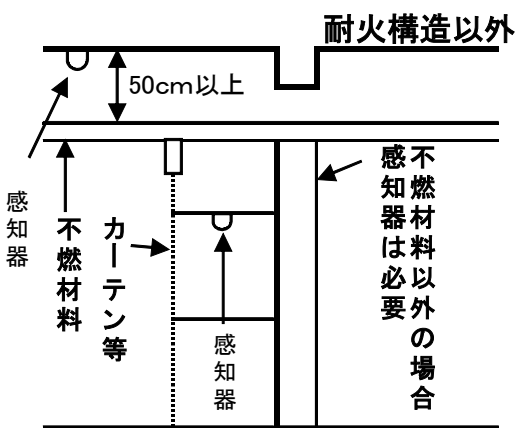 耐火構造以外
50cm以上
感知器
不燃材料
カーテン等
感知器
不燃材料以外の場合
感知器は必要